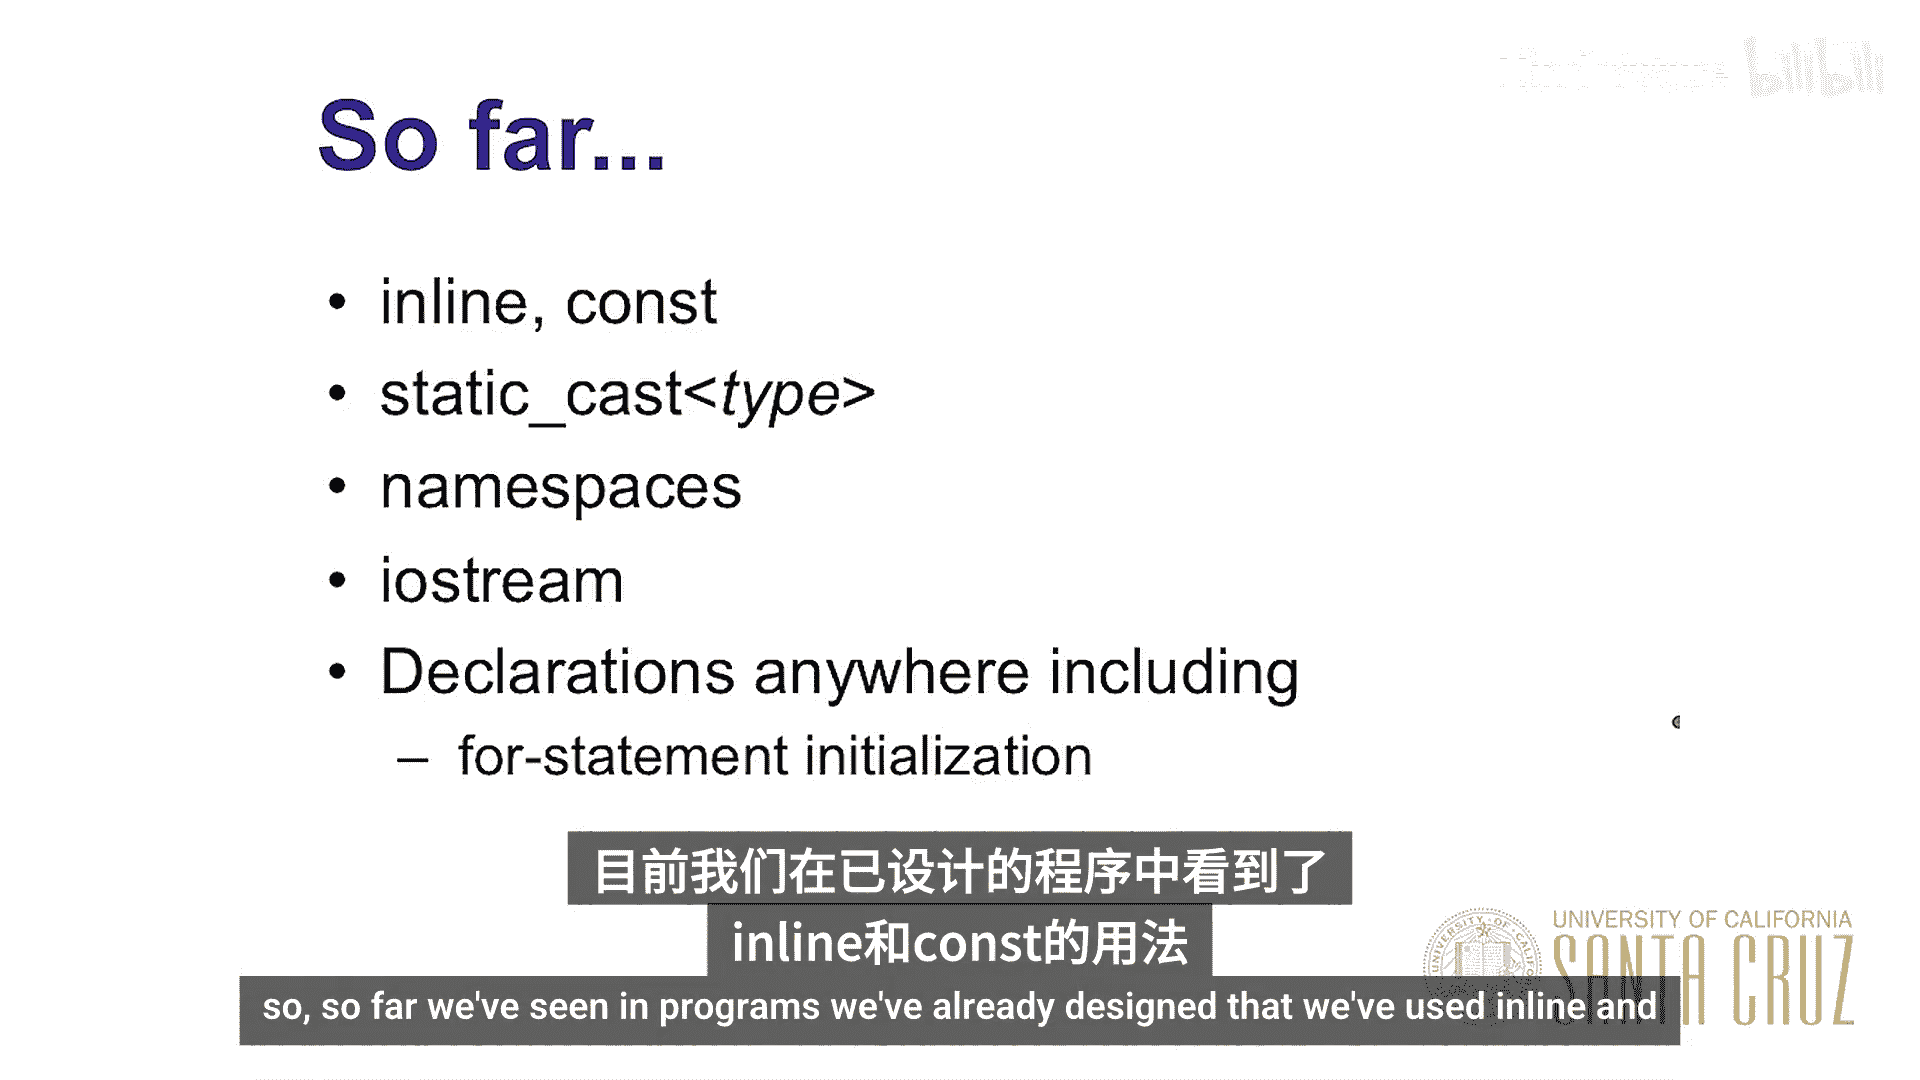 bilibili
So far...
• inline, const
• static_cast<type>
• namespaces
• iostream
• Declarations anywhere including
– for-statement initialization
目前我们在已设计的程序中看到了
inline和const的用法
so, so far we've seen in programs we've already designed that we've used inline and
UNIVERSITY OF CALIFORNIA
SANTA CRUZ